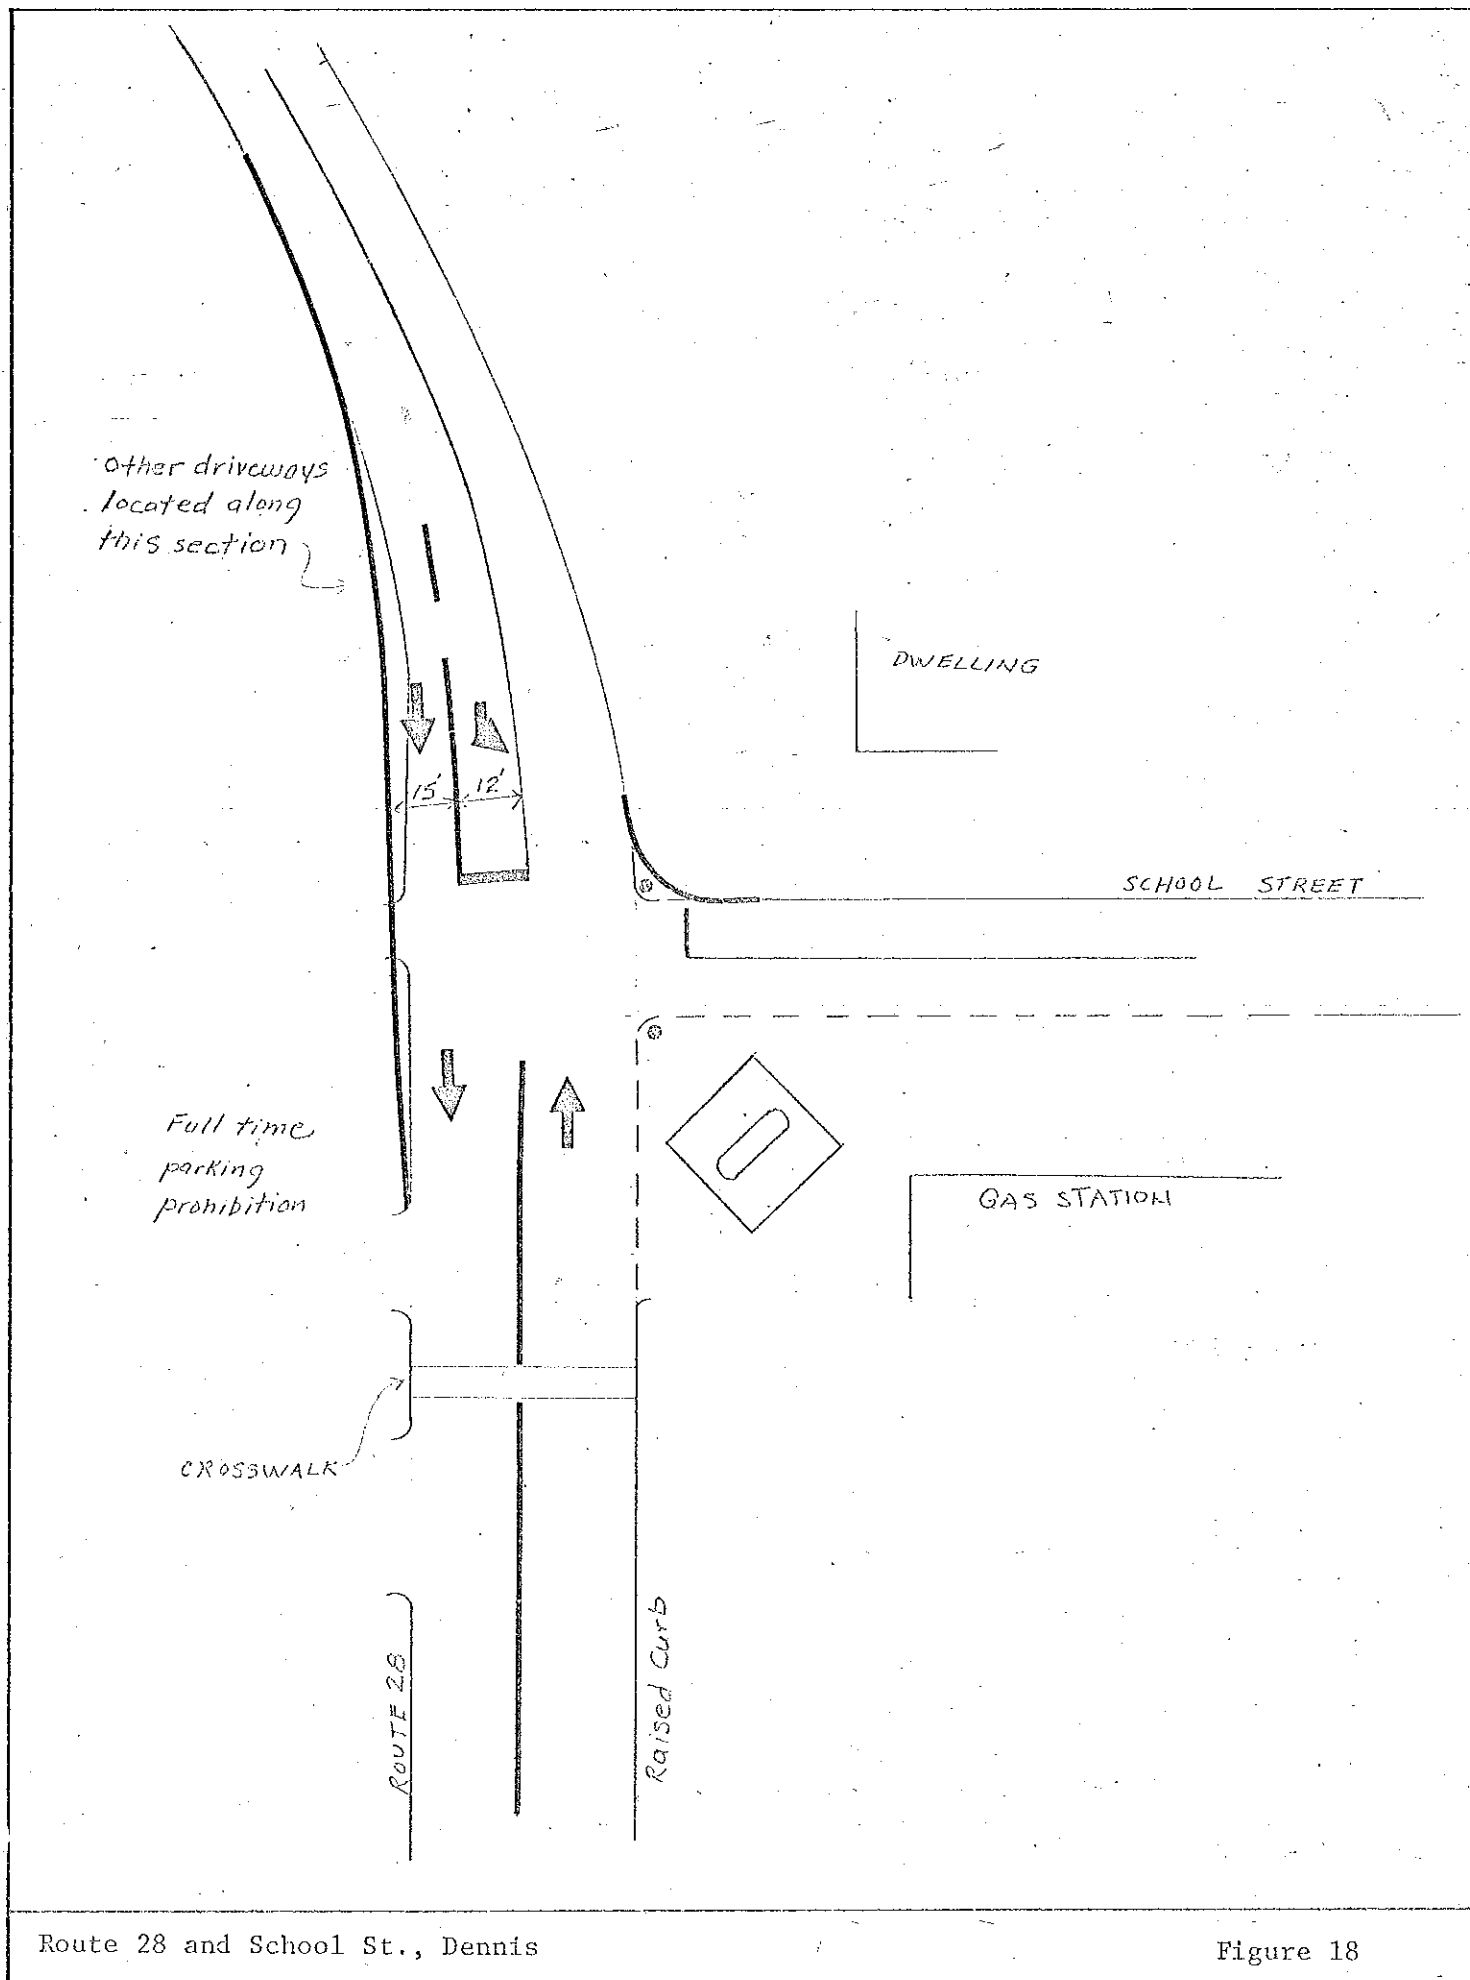 Other driveways
located along
this section
DWELLING
15' 12'
SCHOOL STREET
Full time
parking
prohibition
GAS STATION
CROSSWALK
ROUTE 28
Raised Curb
Route 28 and School St., Dennis
Figure 18